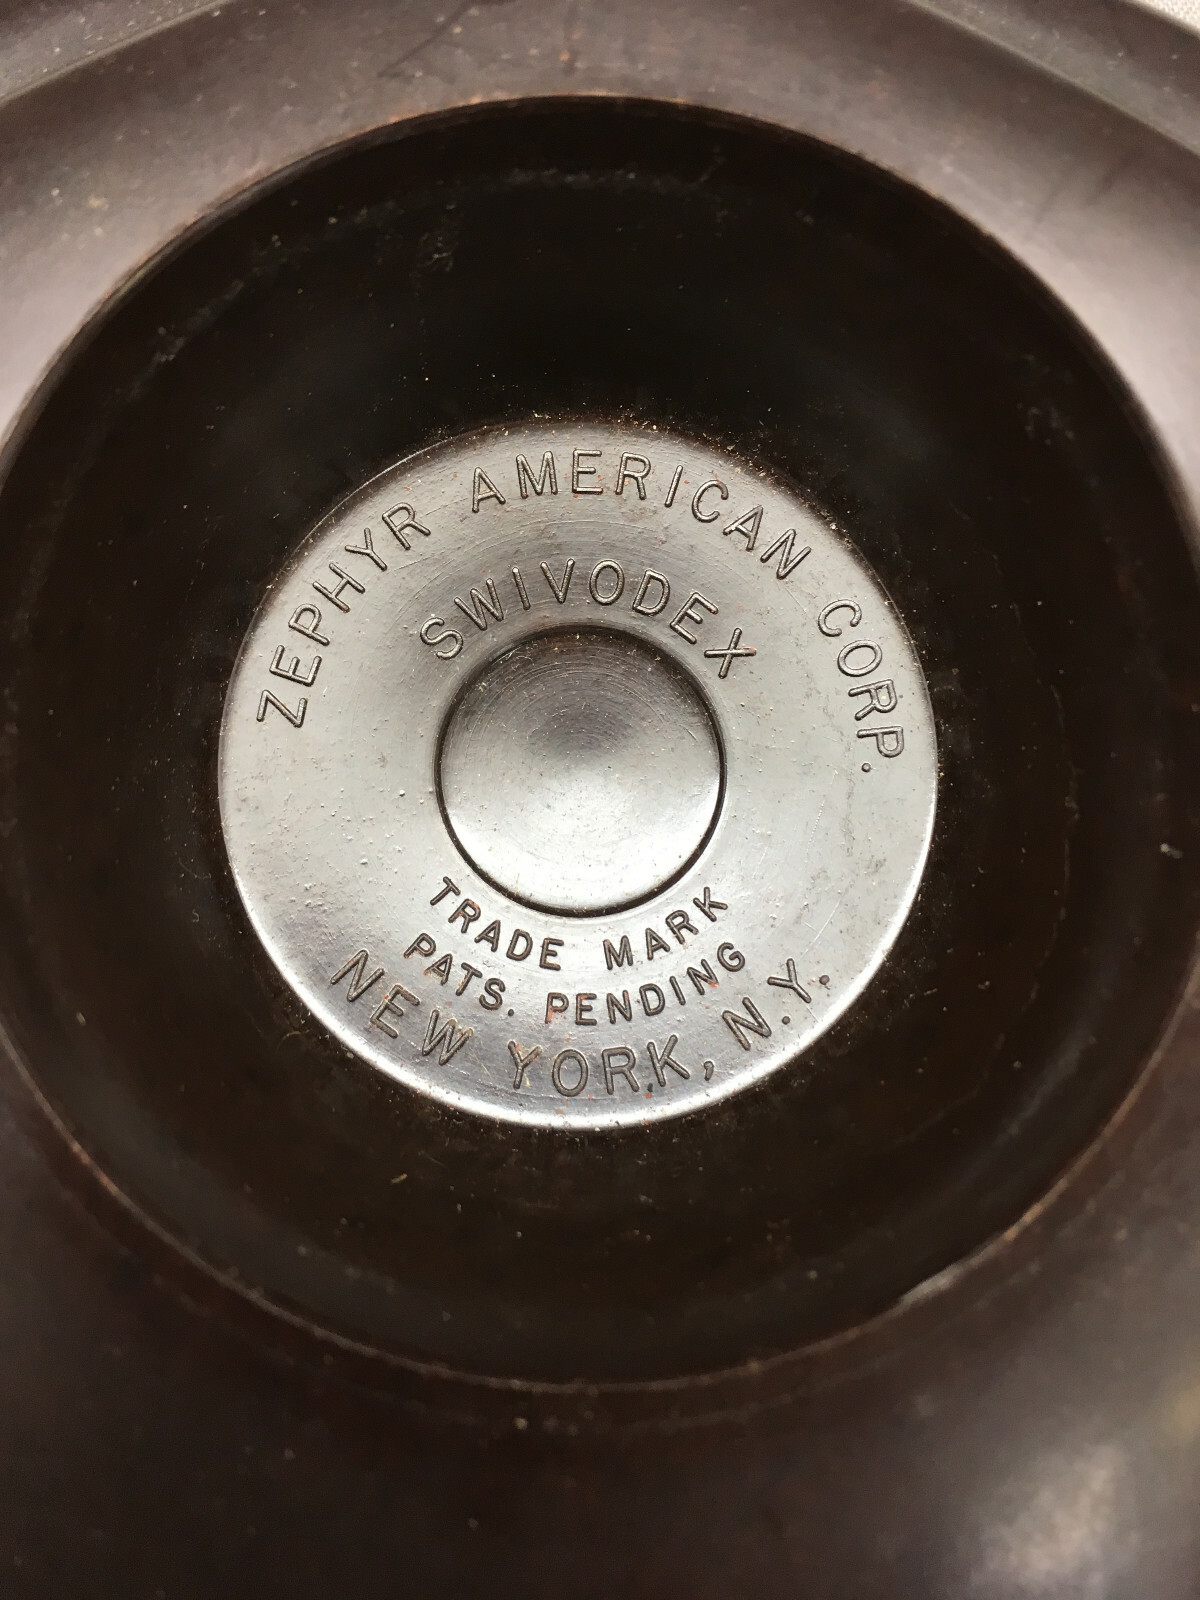 ZEPHYR AMERICAN CORP.
SWIVODEX
TRADE MARK
PATS. PENDING
NEW YORK, N.Y.